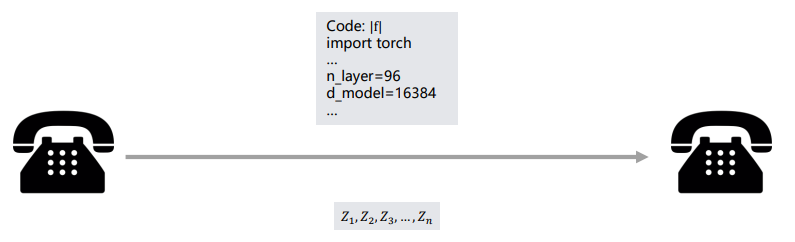 Code: |f|
import torch
...
n_layer=96
d_model=16384
...
Z₁, Z₂, Z₃, ..., Zₙ